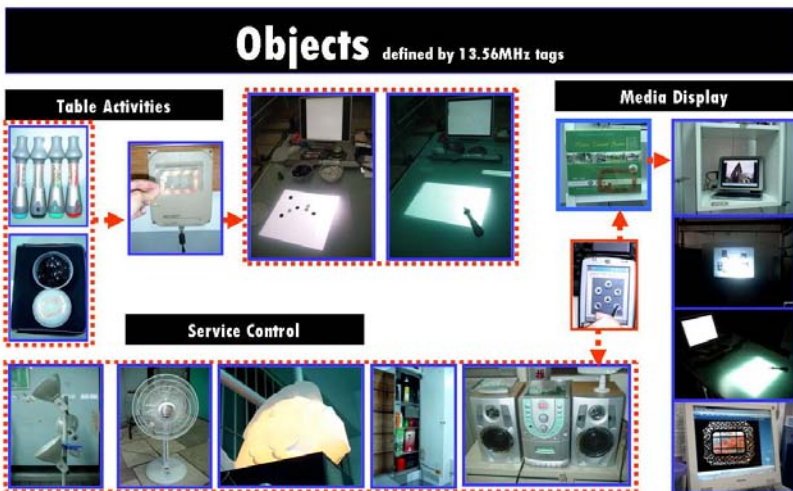 Objects defined by 13.56MHz tags
Table Activities
Media Display
Service Control